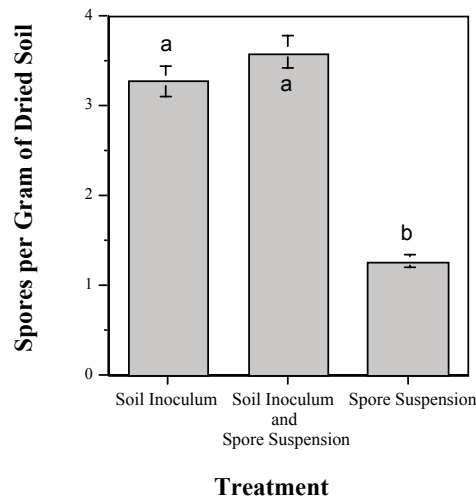 Spores per Gram of Dried Soil
4
3
2
1
0
a
a
b
Soil Inoculum
Soil Inoculum
and
Spore Suspension
Spore Suspension
Treatment